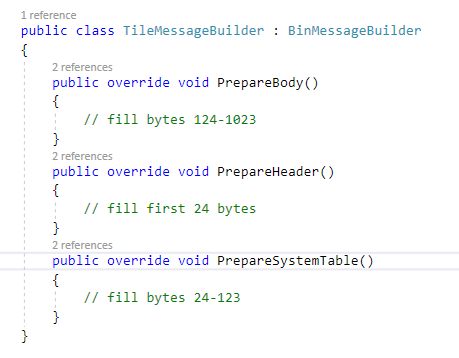 1 reference
public class TileMessageBuilder : BinMessageBuilder
{
2 references
public override void PrepareBody()
{
// fill bytes 124-1023
}
2 references
public override void PrepareHeader()
{
// fill first 24 bytes
}
2 references
public override void PrepareSystemTable()
{
// fill bytes 24-123
}
}